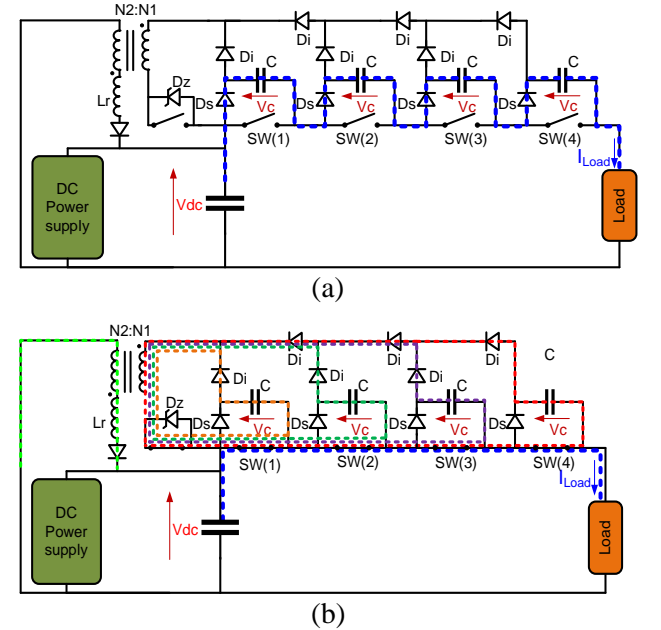 N2:N1
Di Di Di
Di C Di C Di C C
Lr Dz
Ds Vc Ds Vc Ds Vc Ds Vc
SW(1) SW(2) SW(3) SW(4)
ILoad
DC Power supply
Vdc
Load
(a)
N2:N1
Di Di Di C
Di C Di C Di C C
Lr Dz
Ds Vc Ds Vc Ds Vc Ds Vc
SW(1) SW(2) SW(3) SW(4)
ILoad
DC Power supply
Vdc
Load
(b)